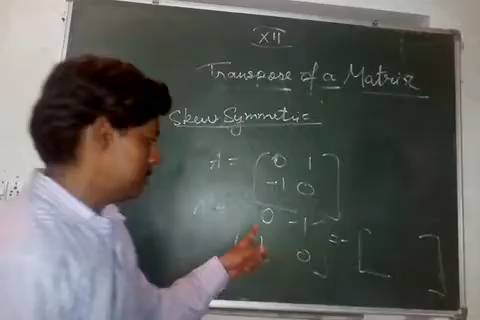 XII
Transpose of a Matrix
Skew Symmetric
A = [ 0 1
-1 0 ]
A = 0 -1
1 0 ] = - [ ]